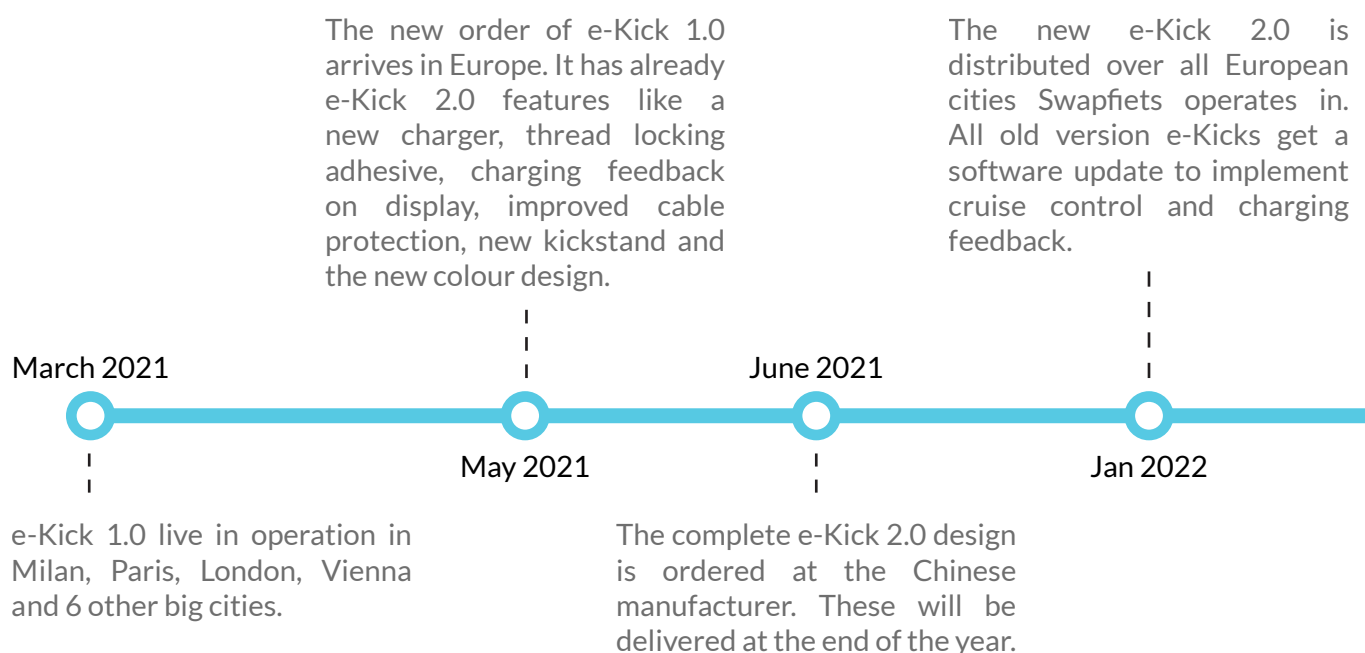 The new order of e-Kick 1.0
arrives in Europe. It has already
e-Kick 2.0 features like a
new charger, thread locking
adhesive, charging feedback
on display, improved cable
protection, new kickstand and
the new colour design.
The new e-Kick 2.0 is
distributed over all European
cities Swapfiets operates in.
All old version e-Kicks get a
software update to implement
cruise control and charging
feedback.
March 2021
June 2021
May 2021
Jan 2022
e-Kick 1.0 live in operation in
Milan, Paris, London, Vienna
and 6 other big cities.
The complete e-Kick 2.0 design
is ordered at the Chinese
manufacturer. These will be
delivered at the end of the year.